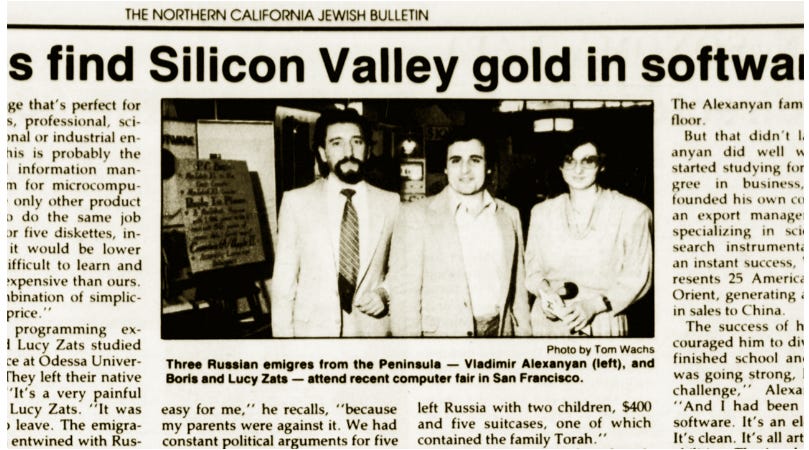 THE NORTHERN CALIFORNIA JEWISH BULLETIN
s find Silicon Valley gold in softwar
ge that's perfect for
s, professional, sci-
onal or industrial en-
his is probably the
information man-
m for microcompu-
only other product
o do the same job
or five diskettes, in-
it would be lower
ifficult to learn and
expensive than ours.
bination of simplic-
price."
programming ex-
d Lucy Zats studied
ce at Odessa Univer-
They left their native
"It's a very painful
Lucy Zats. "It was
o leave. The emigra-
entwined with Rus-
Photo by Tom Wachs
Three Russian emigres from the Peninsula — Vladimir Alexanyan (left), and
Boris and Lucy Zats — attend recent computer fair in San Francisco.
easy for me," he recalls, "because
my parents were against it. We had
constant political arguments for five
left Russia with two children, $400
and five suitcases, one of which
contained the family Torah."
The Alexanyan fam
floor.
But that didn't la
anyan did well w
started studying for
gree in business,
founded his own co
an export manage
specializing in scie
search instrumenta
an instant success,
resents 25 America
Orient, generating a
in sales to China.
The success of h
couraged him to div
finished school and
was going strong, I
challenge," Alexa
"And I had been
software. It's an el
It's clean. It's all art